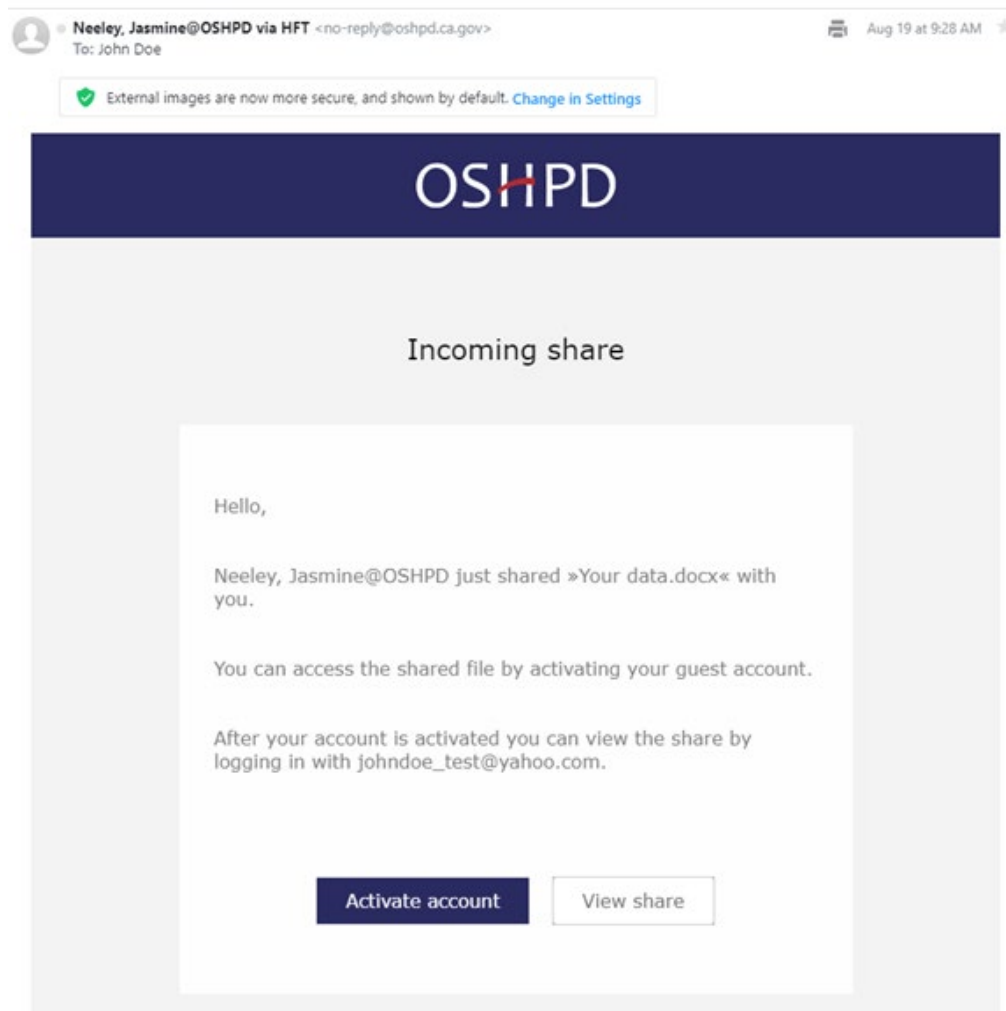 Neeley, Jasmine@OSHPD via HFT <no-reply@oshpd.ca.gov>
Aug 19 at 9:28 AM
To: John Doe
External images are now more secure, and shown by default. Change in Settings
OSHPD
Incoming share
Hello,
Neeley, Jasmine@OSHPD just shared »Your data.docx« with
you.
You can access the shared file by activating your guest account.
After your account is activated you can view the share by
logging in with johndoe_test@yahoo.com.
Activate account
View share